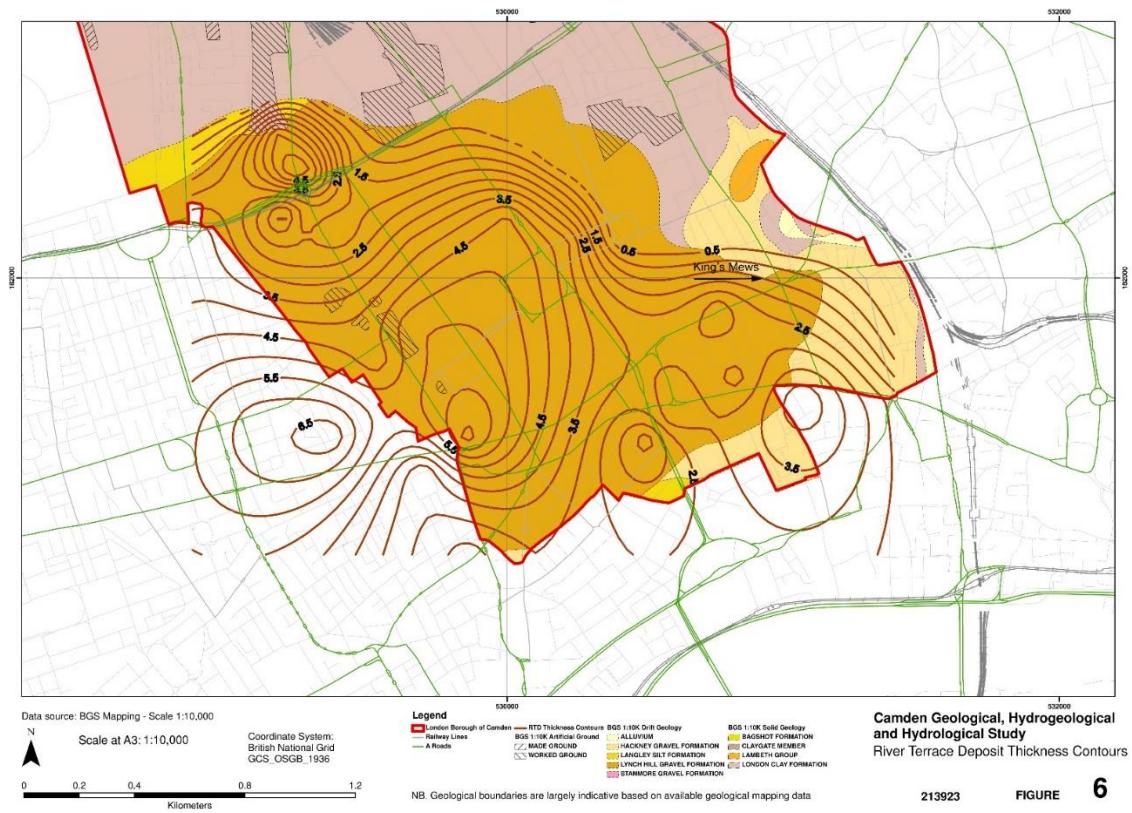 530000
532000
4.5
4.5
2.5
1.5
3.5
2.5
4.5
1.5
2.5
0.5
0.5
King's Mews
182000
182000
3.5
2.5
4.5
5.5
6.5
5.5
4.5
3.5
2.5
3.5
530000
532000
Data source: BGS Mapping - Scale 1:10,000
N
Scale at A3: 1:10,000
Coordinate System:
British National Grid
GCS_OSGB_1936
0 0.2 0.4 0.8 1.2
Kilometers
Legend
London Borough of Camden
Railway Lines
A Roads
RTD Thickness Contours
BGS 1:10K Artificial Ground
MADE GROUND
WORKED GROUND
BGS 1:10K Drift Geology
ALLUVIUM
HACKNEY GRAVEL FORMATION
LANGLEY SILT FORMATION
LYNCH HILL GRAVEL FORMATION
STANMORE GRAVEL FORMATION
BGS 1:10K Solid Geology
BAGSHOT FORMATION
CLAYGATE MEMBER
LAMBETH GROUP
LONDON CLAY FORMATION
NB. Geological boundaries are largely indicative based on available geological mapping data
Camden Geological, Hydrogeological
and Hydrological Study
River Terrace Deposit Thickness Contours
213923 FIGURE 6